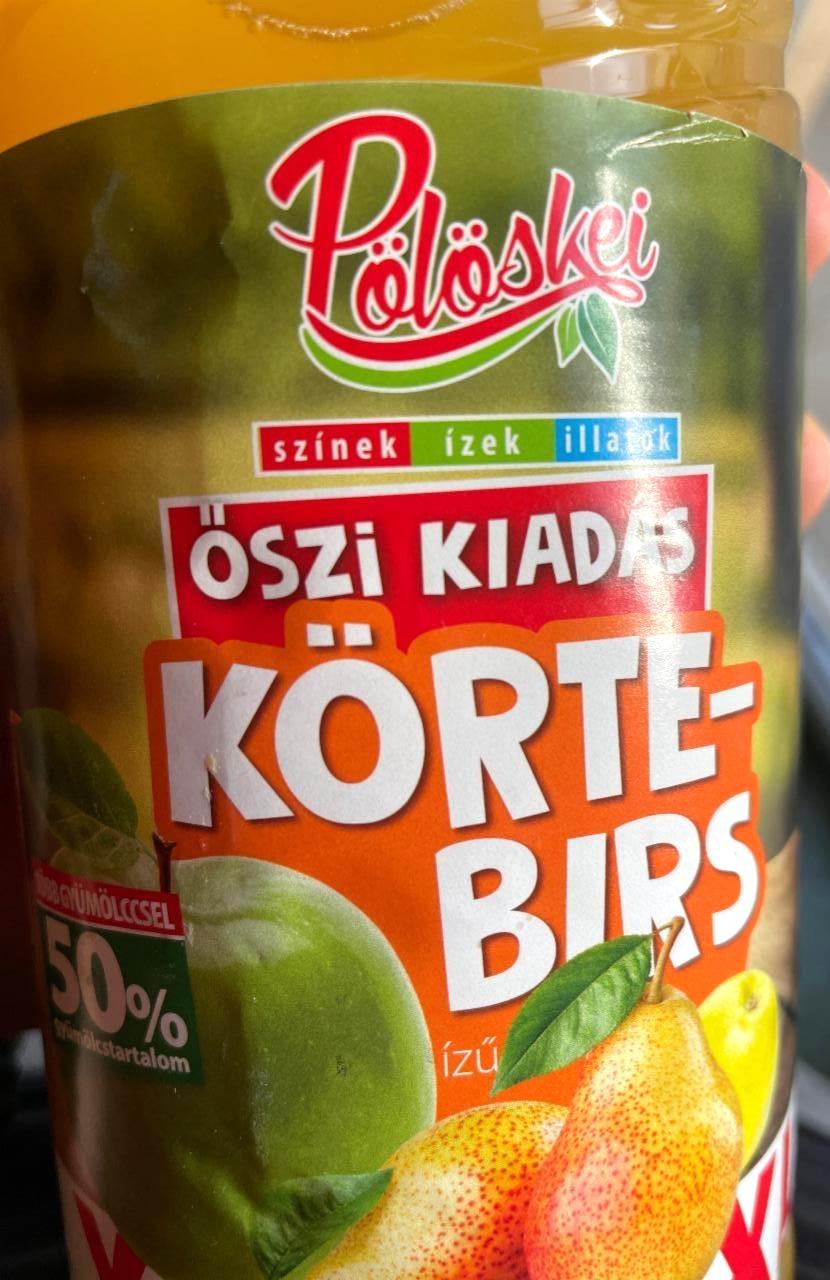 Pölöskei
színek ízek illatok
ŐSZi KIADÁS
KÖRTE-
BIRS
ízű
GYÜMÖLCCSEL
50%
gyümölcstartalom